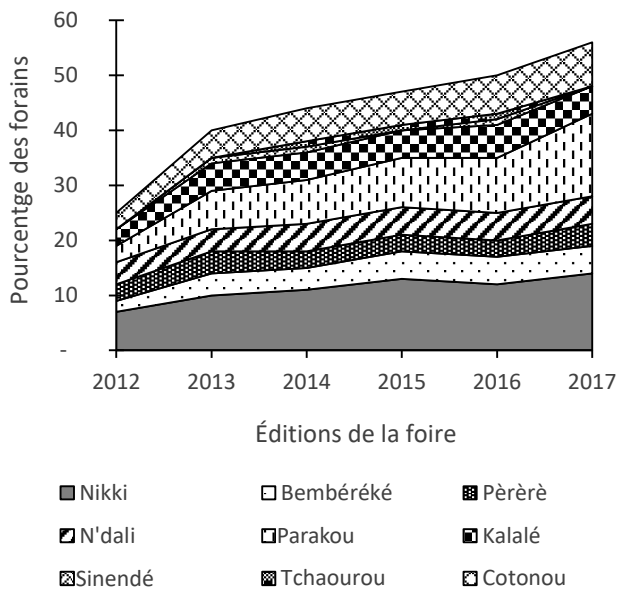 60
50
40
30
20
10
-
Pourcentge des forains
2012 2013 2014 2015 2016 2017
Éditions de la foire
Nikki Bembéréké Pèrèrè
N'dali Parakou Kalalé
Sinendé Tchaourou Cotonou